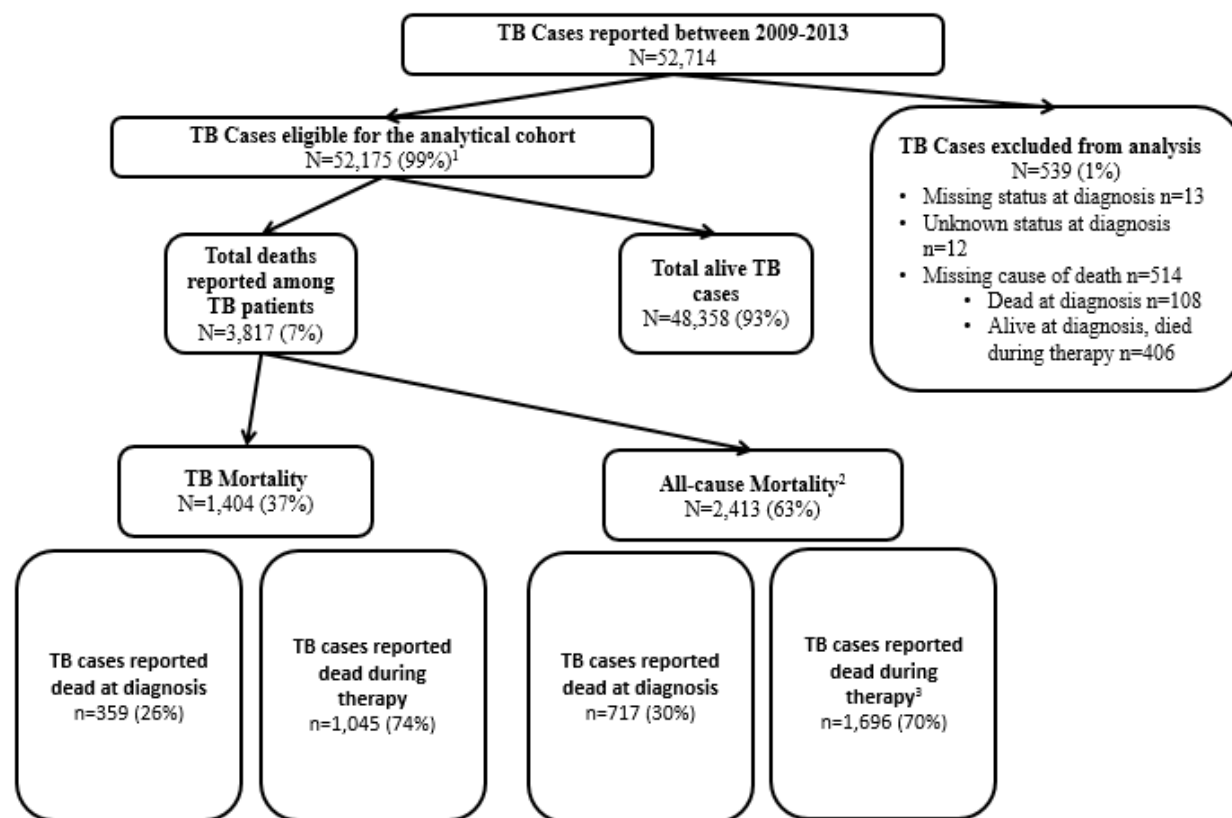 TB Cases reported between 2009-2013
N=52,714
TB Cases eligible for the analytical cohort
N=52,175 (99%)1
TB Cases excluded from analysis
N=539 (1%)
• Missing status at diagnosis n=13
• Unknown status at diagnosis
n=12
• Missing cause of death n=514
• Dead at diagnosis n=108
• Alive at diagnosis, died
during therapy n=406
Total deaths
reported among
TB patients
N=3,817 (7%)
Total alive TB
cases
N=48,358 (93%)
TB Mortality
N=1,404 (37%)
All-cause Mortality2
N=2,413 (63%)
TB cases reported
dead at diagnosis
n=359 (26%)
TB cases reported
dead during
therapy
n=1,045 (74%)
TB cases reported
dead at diagnosis
n=717 (30%)
TB cases reported
dead during
therapy3
n=1,696 (70%)